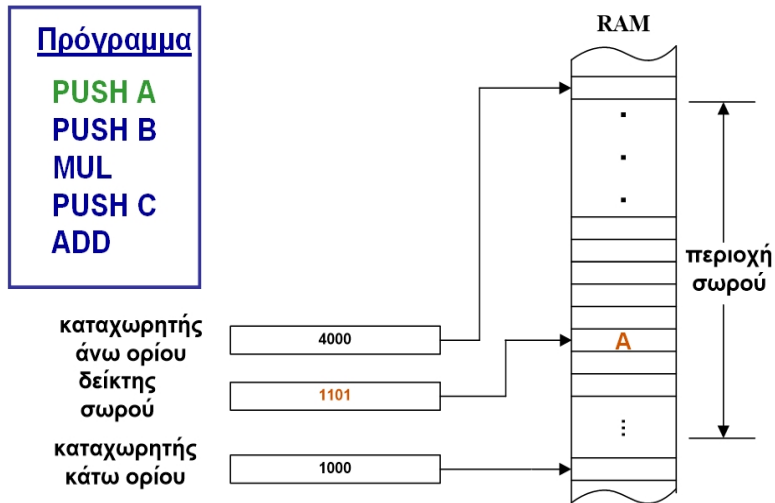 Πρόγραμμα
PUSH A
PUSH B
MUL
PUSH C
ADD
RAM
περιοχή
σωρού
A
καταχωρητής
άνω ορίου
4000
δείκτης
σωρού
1101
καταχωρητής
κάτω ορίου
1000